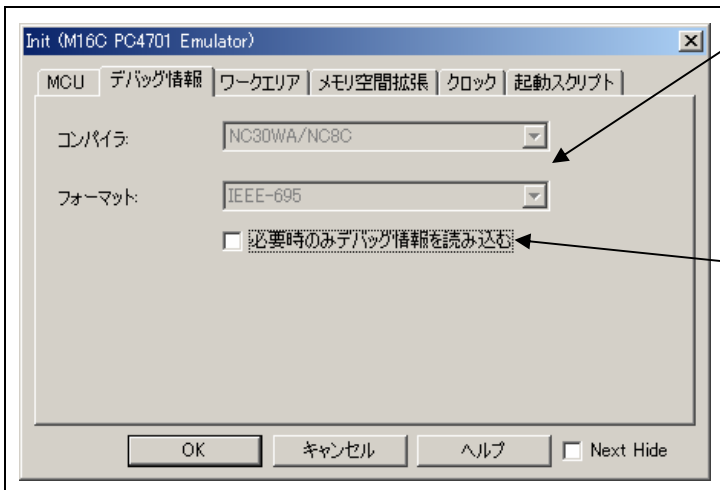 Init (M16C PC4701 Emulator)
MCU デバッグ情報 ワークエリア メモリ空間拡張 クロック 起動スクリプト
コンパイラ: NC30WA/NC8C
フォーマット: IEEE-695
必要時のみデバッグ情報を読み込む
OK キャンセル ヘルプ Next Hide